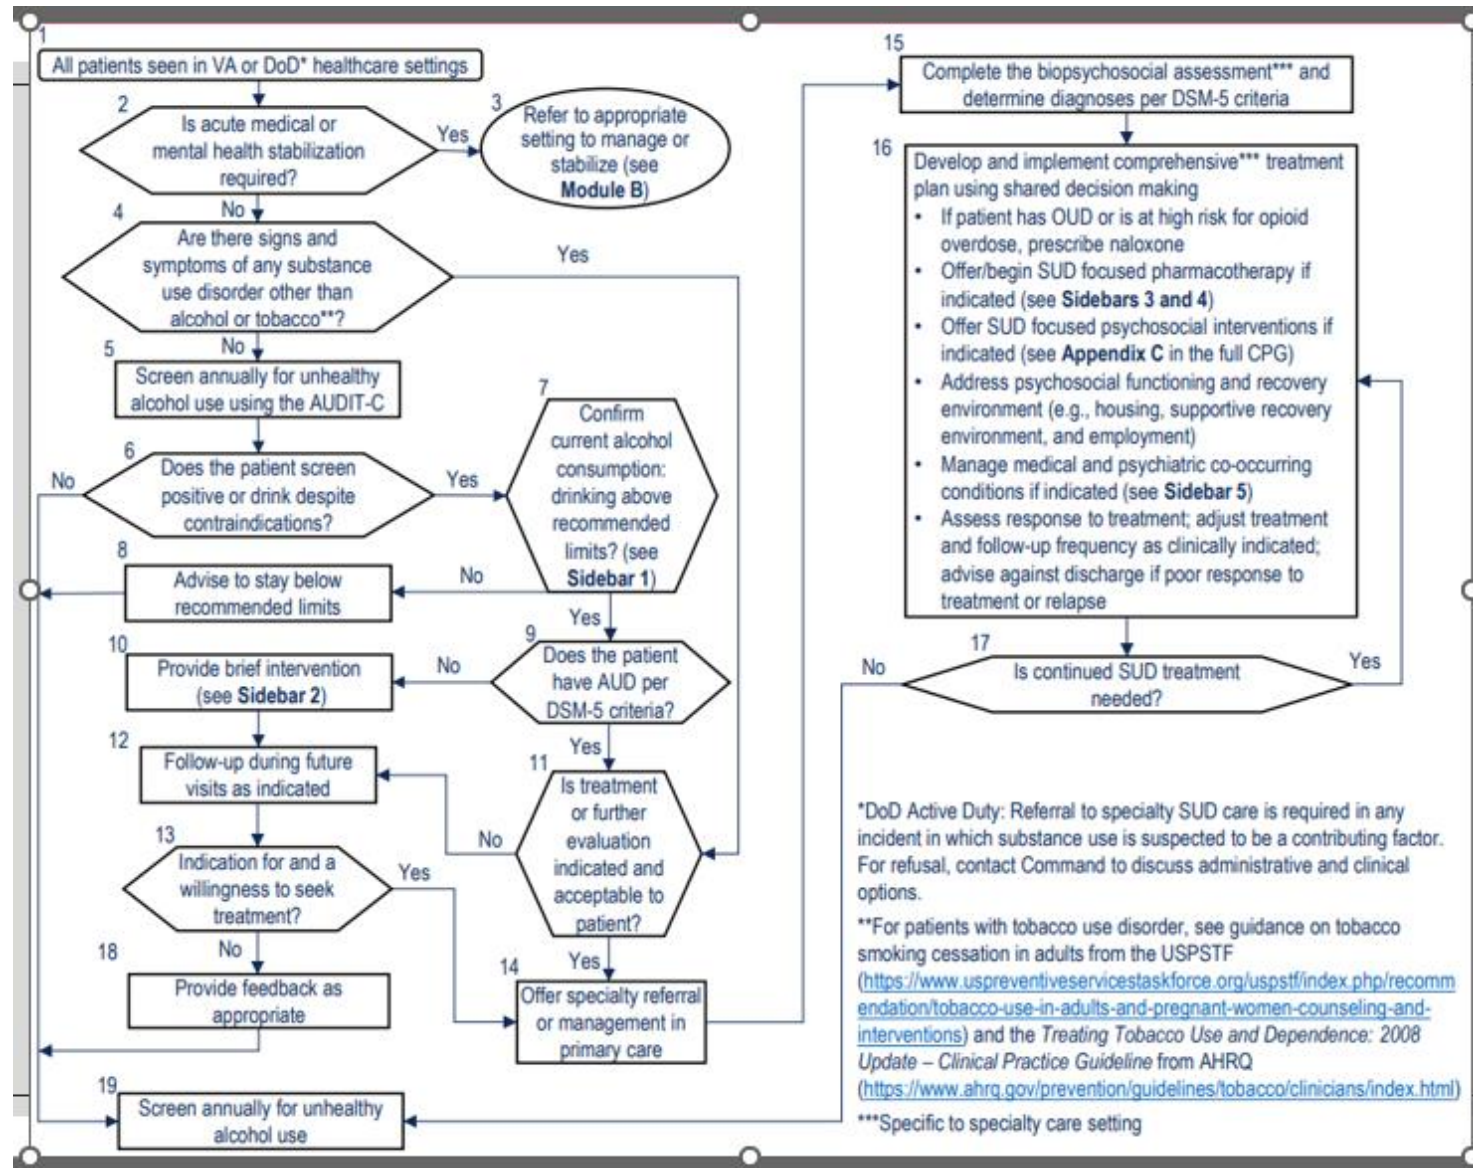 1
All patients seen in VA or DoD* healthcare settings
2
Is acute medical or
mental health stabilization
required?
Yes
3
Refer to appropriate
setting to manage or
stabilize (see
Module B)
No
4
Are there signs and
symptoms of any substance
use disorder other than
alcohol or tobacco**?
Yes
No
5
Screen annually for unhealthy
alcohol use using the AUDIT-C
6
Does the patient screen
positive or drink despite
contraindications?
No
Yes
7
Confirm
current alcohol
consumption:
drinking above
recommended
limits? (see
Sidebar 1)
No
Yes
8
Advise to stay below
recommended limits
9
Does the patient
have AUD per
DSM-5 criteria?
No
Yes
10
Provide brief intervention
(see Sidebar 2)
11
Is treatment
or further
evaluation
indicated and
acceptable to
patient?
No
Yes
12
Follow-up during future
visits as indicated
13
Indication for and a
willingness to seek
treatment?
Yes
No
14
Offer specialty referral
or management in
primary care
18
Provide feedback as
appropriate
19
Screen annually for unhealthy
alcohol use
15
Complete the biopsychosocial assessment*** and
determine diagnoses per DSM-5 criteria
16
Develop and implement comprehensive*** treatment
plan using shared decision making
• If patient has OUD or is at high risk for opioid
overdose, prescribe naloxone
• Offer/begin SUD focused pharmacotherapy if
indicated (see Sidebars 3 and 4)
• Offer SUD focused psychosocial interventions if
indicated (see Appendix C in the full CPG)
• Address psychosocial functioning and recovery
environment (e.g., housing, supportive recovery
environment, and employment)
• Manage medical and psychiatric co-occurring
conditions if indicated (see Sidebar 5)
• Assess response to treatment; adjust treatment
and follow-up frequency as clinically indicated;
advise against discharge if poor response to
treatment or relapse
17
Is continued SUD treatment
needed?
No
Yes
*DoD Active Duty: Referral to specialty SUD care is required in any
incident in which substance use is suspected to be a contributing factor.
For refusal, contact Command to discuss administrative and clinical
options.
**For patients with tobacco use disorder, see guidance on tobacco
smoking cessation in adults from the USPSTF
(https://www.uspreventiveservicestaskforce.org/uspstf/index.php/recomm
endation/tobacco-use-in-adults-and-pregnant-women-counseling-and-
interventions) and the Treating Tobacco Use and Dependence: 2008
Update – Clinical Practice Guideline from AHRQ
(https://www.ahrq.gov/prevention/guidelines/tobacco/clinicians/index.html)
***Specific to specialty care setting